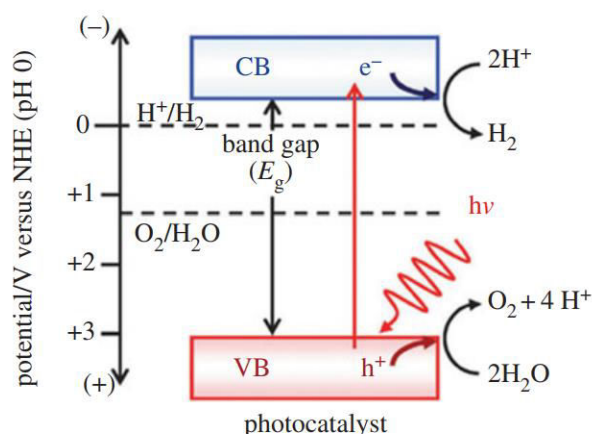 (–)
CB
e⁻
2H⁺
H⁺/H₂
0
H₂
band gap
(E_g)
+1
hν
O₂/H₂O
+2
O₂ + 4 H⁺
+3
VB
h⁺
2H₂O
(+)
photocatalyst
potential/V versus NHE (pH 0)